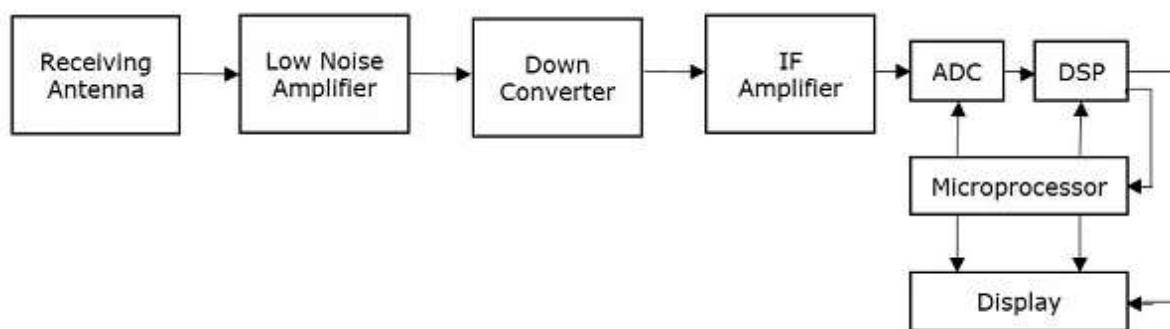 Receiving
Antenna
Low Noise
Amplifier
Down
Converter
IF
Amplifier
ADC
DSP
Microprocessor
Display